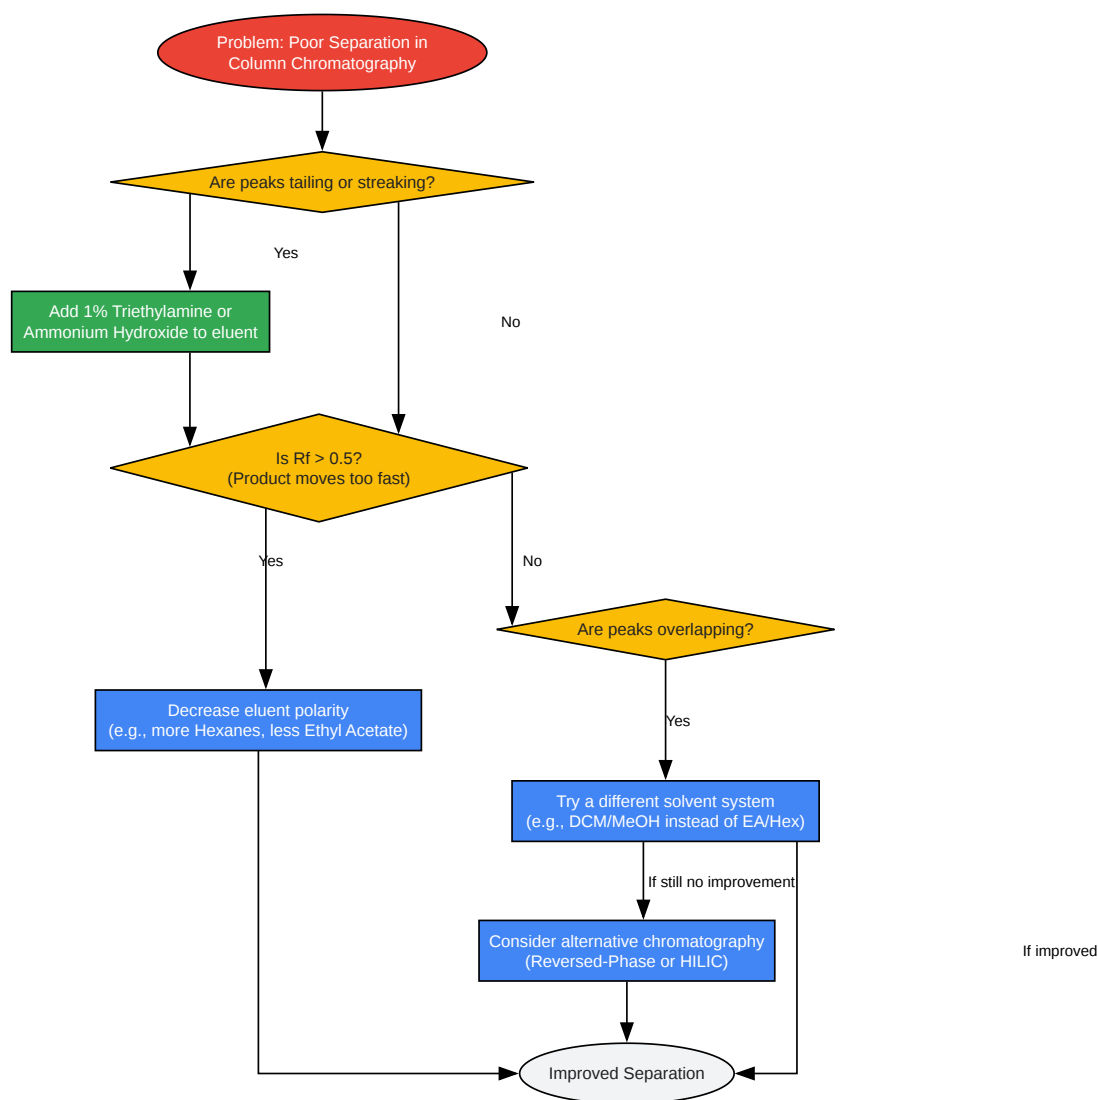 Problem: Poor Separation in
Column Chromatography
Are peaks tailing or streaking?
Yes
Add 1% Triethylamine or
Ammonium Hydroxide to eluent
No
Is Rf > 0.5?
(Product moves too fast)
Yes
No
Are peaks overlapping?
Decrease eluent polarity
(e.g., more Hexanes, less Ethyl Acetate)
Yes
Try a different solvent system
(e.g., DCM/MeOH instead of EA/Hex)
If still no improvement
Consider alternative chromatography
(Reversed-Phase or HILIC)
If improved
Improved Separation